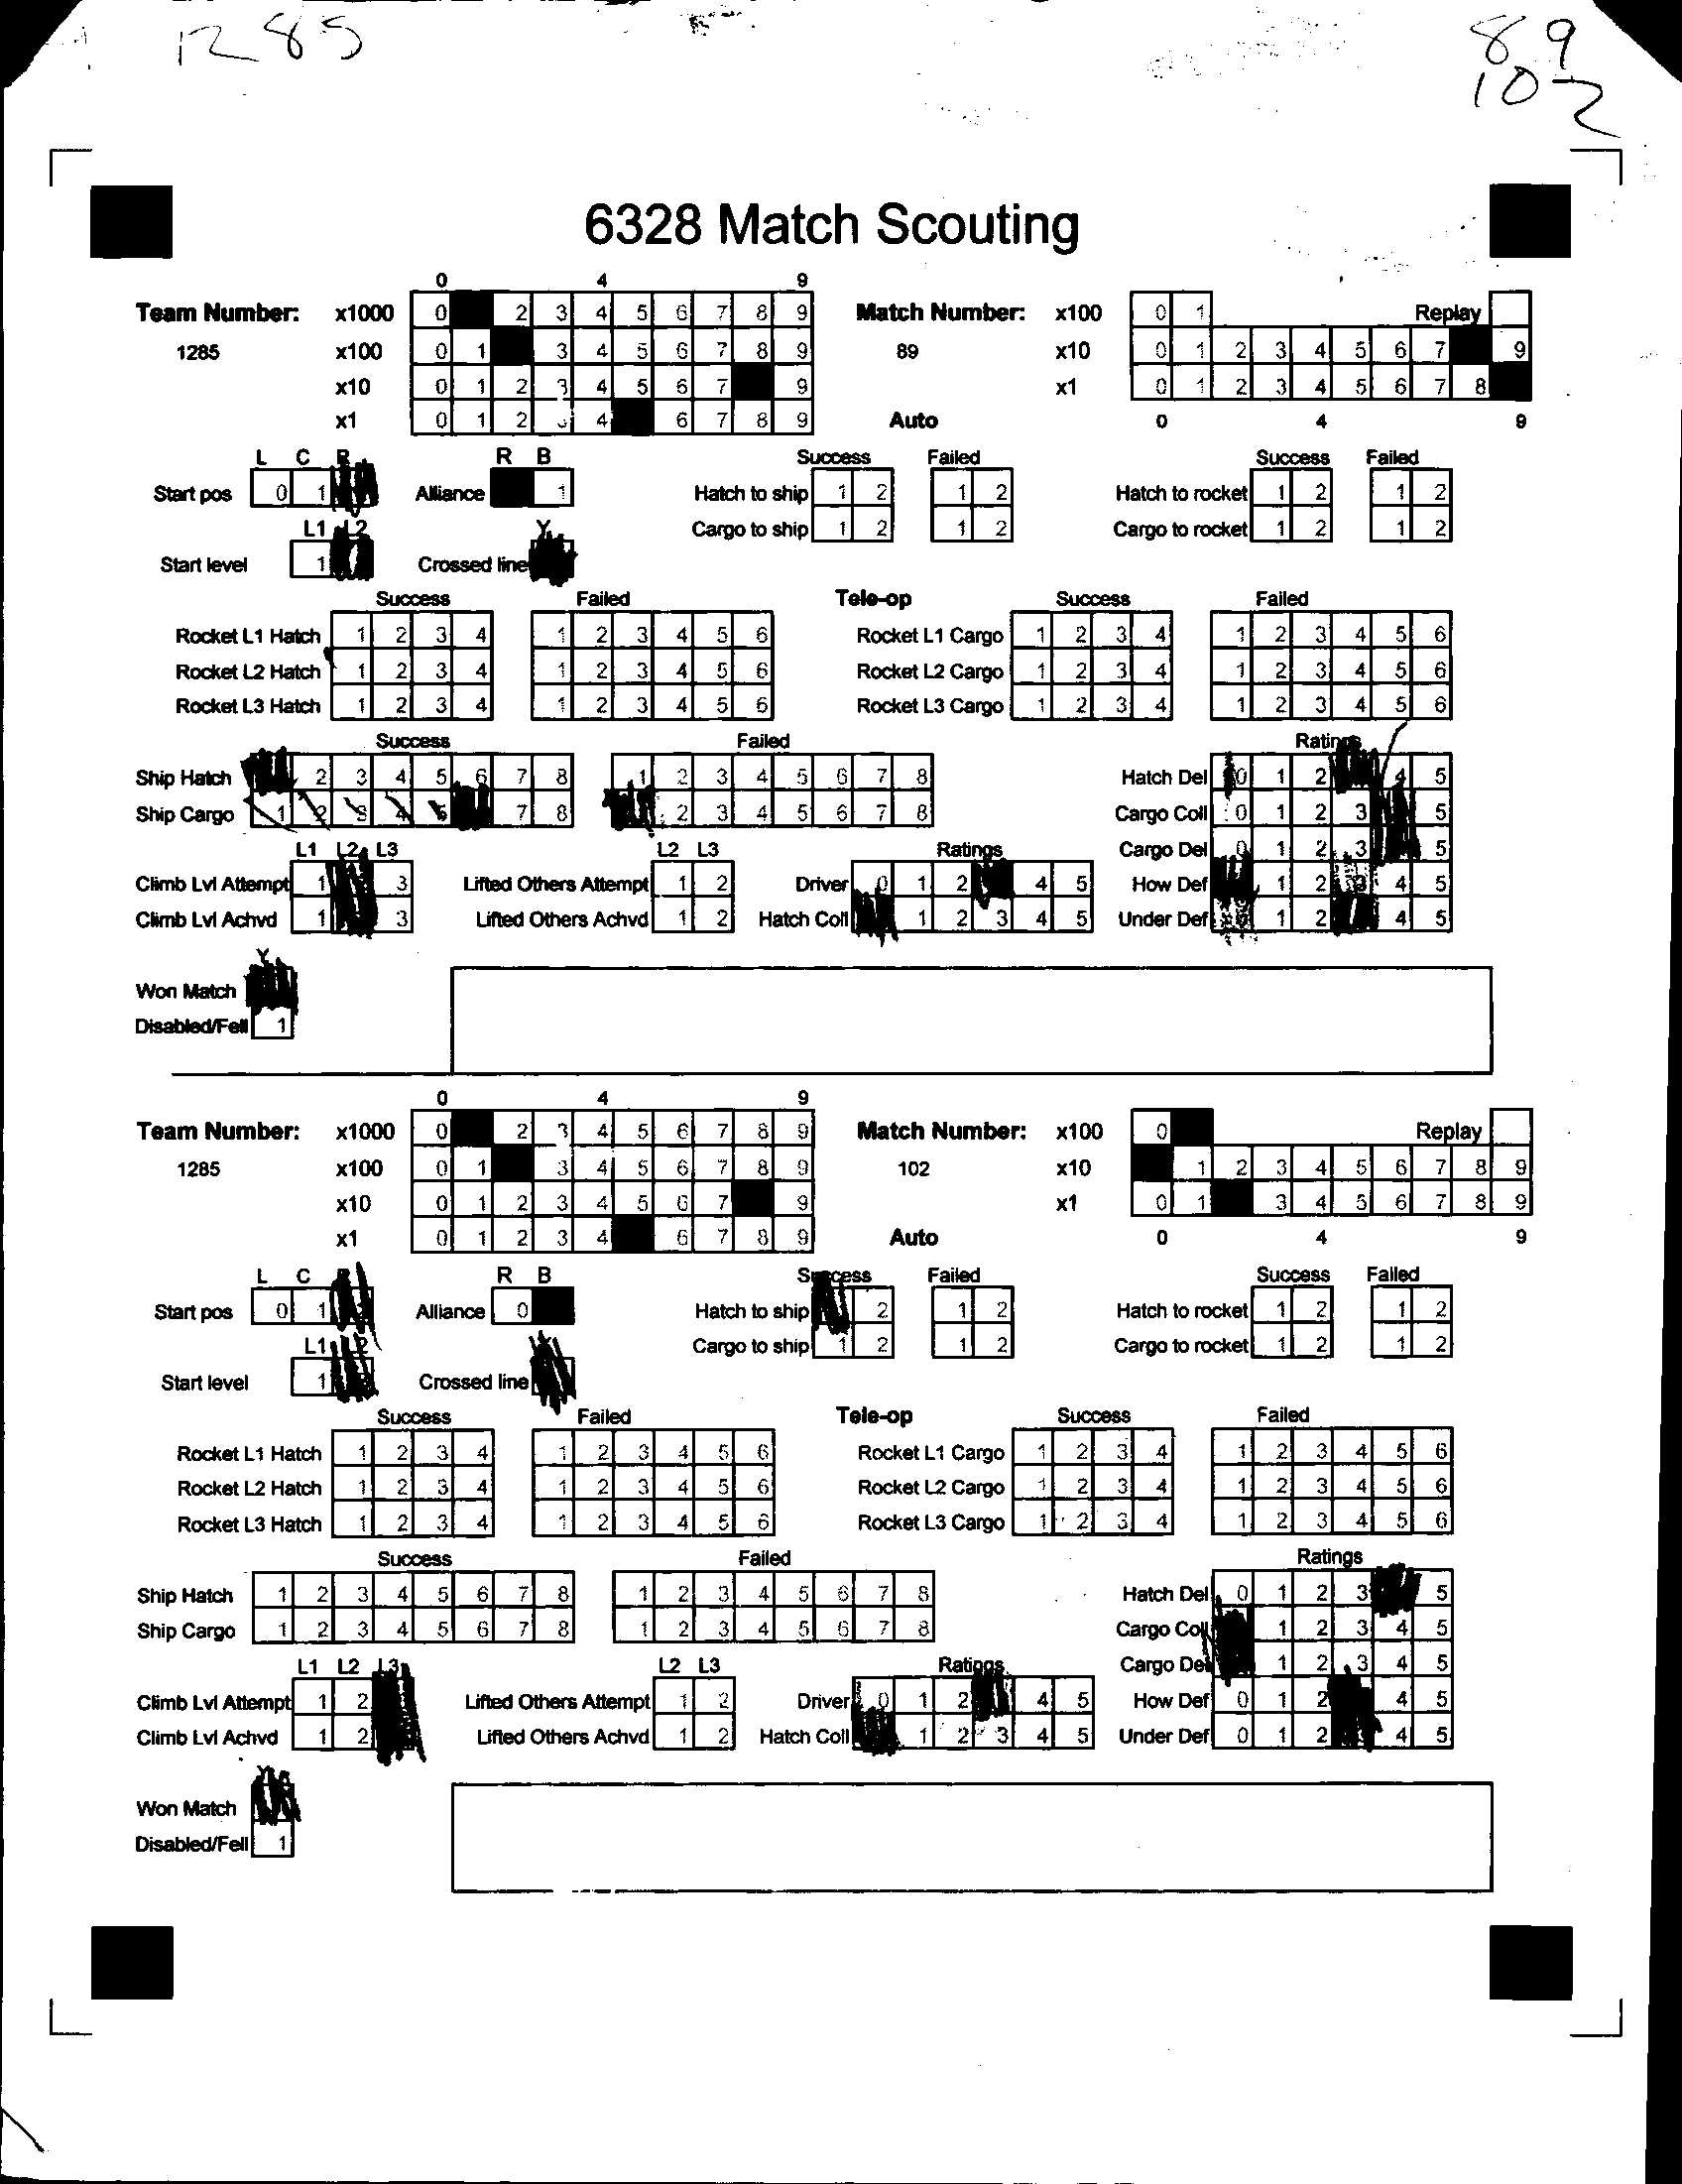 1285
89
102
6328 Match Scouting
0 4 9
Team Number: x1000 0 2 3 4 5 6 7 8 9 Match Number: x100 0 1 Replay
1285 x100 0 1 3 4 5 6 7 8 9 89 x10 0 1 2 3 4 5 6 7 9
x10 0 1 2 3 4 5 6 7 9 x1 0 1 2 3 4 5 6 7 8
x1 0 1 2 3 4 6 7 8 9 Auto 0 4 9
L C R R B Success Failed Success Failed
Start pos 0 1 Alliance 1 Hatch to ship 1 2 1 2 Hatch to rocket 1 2 1 2
L1 L2 Y Cargo to ship 1 2 1 2 Cargo to rocket 1 2 1 2
Start level 1 Crossed line
Success Failed Tele-op Success Failed
Rocket L1 Hatch 1 2 3 4 1 2 3 4 5 6 Rocket L1 Cargo 1 2 3 4 1 2 3 4 5 6
Rocket L2 Hatch 1 2 3 4 1 2 3 4 5 6 Rocket L2 Cargo 1 2 3 4 1 2 3 4 5 6
Rocket L3 Hatch 1 2 3 4 1 2 3 4 5 6 Rocket L3 Cargo 1 2 3 4 1 2 3 4 5 6
Success Failed Ratings
Ship Hatch 2 3 4 5 6 7 8 1 2 3 4 5 6 7 8 Hatch Del 0 1 2 4 5
Ship Cargo 1 2 3 4 5 7 8 2 3 4 5 6 7 8 Cargo Coll 0 1 2 3 5
L1 L2 L3 L2 L3 Ratings Cargo Del 0 1 2 3 5
Climb Lvl Attempt 1 3 Lifted Others Attempt 1 2 Driver 0 1 2 4 5 How Def 1 2 3 4 5
Climb Lvl Achvd 1 3 Lifted Others Achvd 1 2 Hatch Coll 1 2 3 4 5 Under Def 0 1 2 4 5
Y
Won Match
Disabled/Fell 1
0 4 9
Team Number: x1000 0 2 3 4 5 6 7 8 9 Match Number: x100 0 Replay
1285 x100 0 1 3 4 5 6 7 8 9 102 x10 1 2 3 4 5 6 7 8 9
x10 0 1 2 3 4 5 6 7 9 x1 0 1 3 4 5 6 7 8 9
x1 0 1 2 3 4 6 7 8 9 Auto 0 4 9
L C R R B Success Failed Success Failed
Start pos 0 1 Alliance 0 Hatch to ship 2 1 2 Hatch to rocket 1 2 1 2
L1 L2 Cargo to ship 1 2 1 2 Cargo to rocket 1 2 1 2
Start level 1 Crossed line
Success Failed Tele-op Success Failed
Rocket L1 Hatch 1 2 3 4 1 2 3 4 5 6 Rocket L1 Cargo 1 2 3 4 1 2 3 4 5 6
Rocket L2 Hatch 1 2 3 4 1 2 3 4 5 6 Rocket L2 Cargo 1 2 3 4 1 2 3 4 5 6
Rocket L3 Hatch 1 2 3 4 1 2 3 4 5 6 Rocket L3 Cargo 1 2 3 4 1 2 3 4 5 6
Success Failed Ratings
Ship Hatch 1 2 3 4 5 6 7 8 1 2 3 4 5 6 7 8 Hatch Del 0 1 2 3 5
Ship Cargo 1 2 3 4 5 6 7 8 1 2 3 4 5 6 7 8 Cargo Coll 1 2 3 4 5
L1 L2 L3 L2 L3 Ratings Cargo Del 1 2 3 4 5
Climb Lvl Attempt 1 2 Lifted Others Attempt 1 2 Driver 0 1 2 4 5 How Def 0 1 2 4 5
Climb Lvl Achvd 1 2 Lifted Others Achvd 1 2 Hatch Coll 1 2 3 4 5 Under Def 0 1 2 4 5
Y
Won Match
Disabled/Fell 1